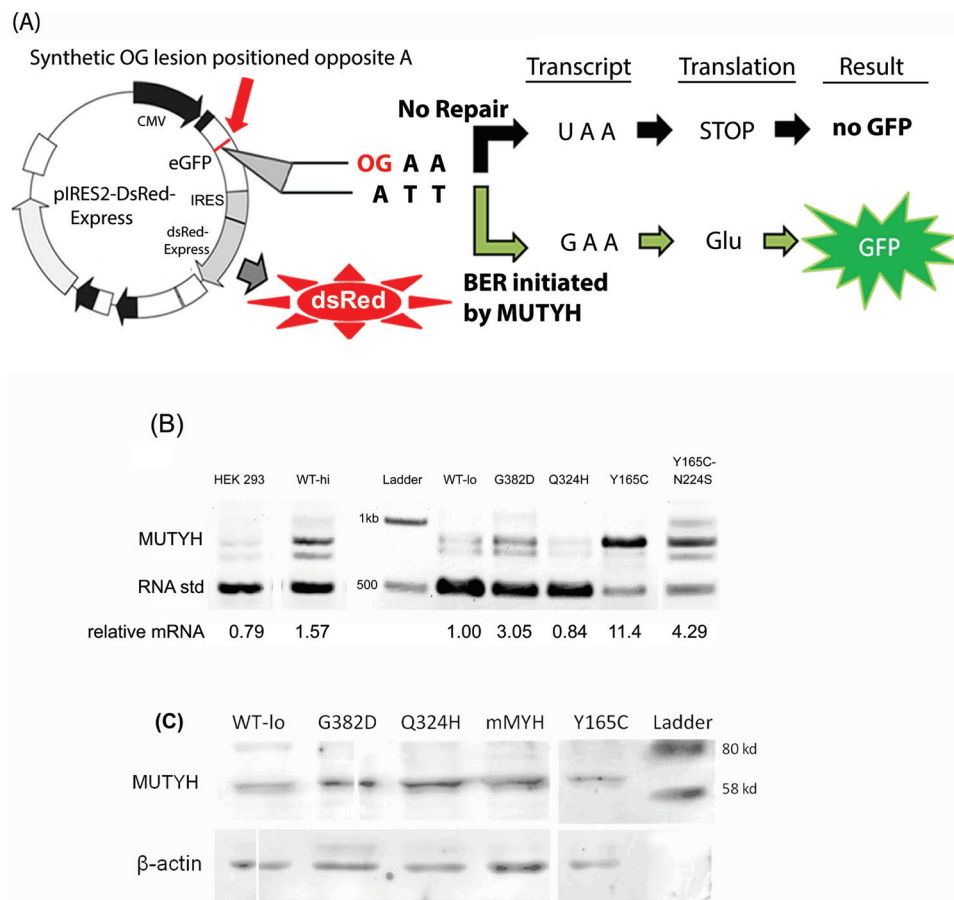 (A)
Synthetic OG lesion positioned opposite A
CMV
eGFP
pIRES2-DsRed-
Express
IRES
dsRed-
Express
dsRed
OG A A
A T T
No Repair
BER initiated
by MUTYH
Transcript Translation Result
U A A STOP no GFP
G A A Glu GFP
(B)
HEK 293 WT-hi Ladder WT-lo G382D Q324H Y165C Y165C-
N224S
1kb
MUTYH
RNA std 500
relative mRNA 0.79 1.57 1.00 3.05 0.84 11.4 4.29
(C)
WT-lo G382D Q324H mMYH Y165C Ladder
80 kd
MUTYH
58 kd
β-actin